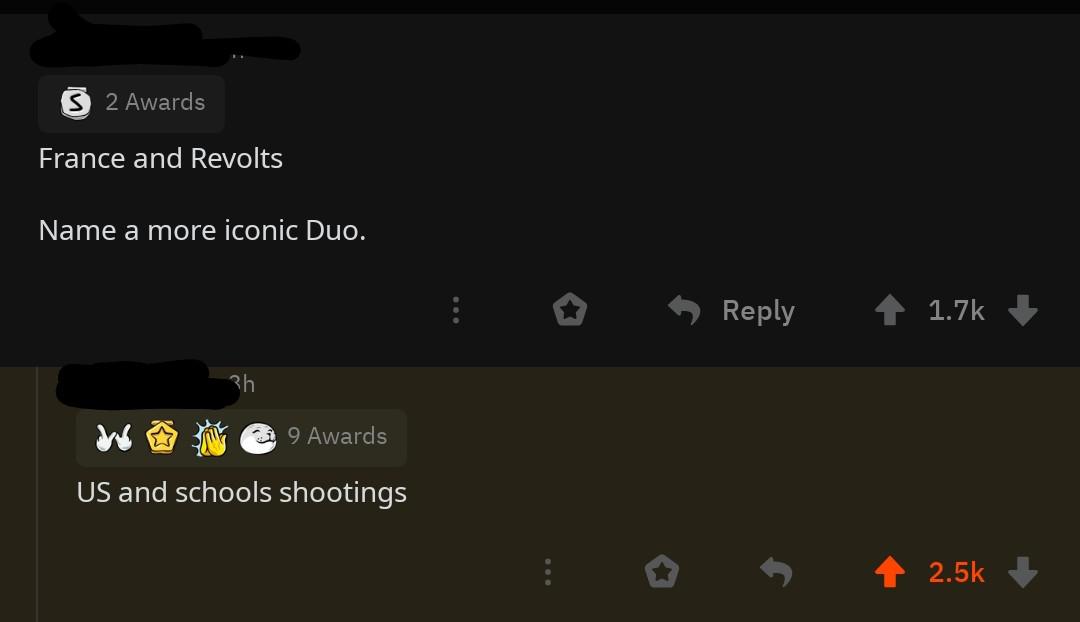 2 Awards
France and Revolts
Name a more iconic Duo.
Reply 1.7k
3h
9 Awards
US and schools shootings
2.5k